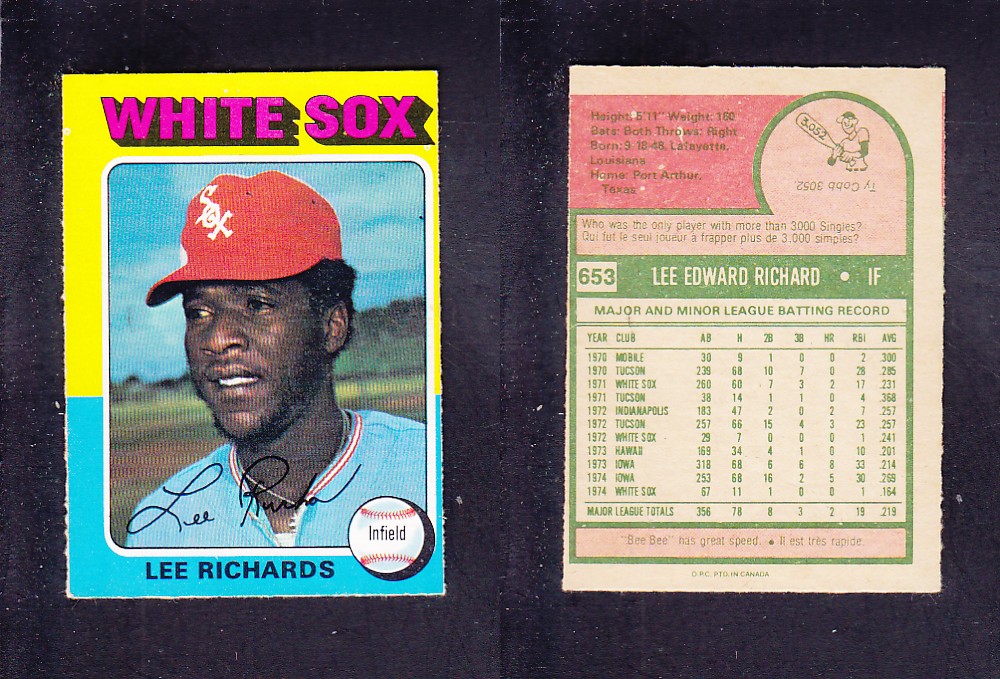 WHITE SOX
SOX
Lee Richard
Infield
LEE RICHARDS
Height: 5'11" Weight: 160
Bats: Both Throws: Right
Born: 9-18-48, Lafayette,
Louisiana
Home: Port Arthur,
Texas
3,052
Ty Cobb 3052.
Who was the only player with more than 3000 Singles?
Qui fut le seul joueur a frapper plus de 3.000 simples?
653 LEE EDWARD RICHARD • IF
MAJOR AND MINOR LEAGUE BATTING RECORD
YEAR CLUB AB H 2B 3B HR RBI AVG
1970 MOBILE 30 9 1 0 0 2 .300
1970 TUCSON 239 68 10 7 0 28 .285
1971 WHITE SOX 260 60 7 3 2 17 .231
1971 TUCSON 38 14 1 1 0 4 .368
1972 INDIANAPOLIS 183 47 2 0 2 7 .257
1972 TUCSON 257 66 15 4 3 23 .257
1972 WHITE SOX 29 7 0 0 0 1 .241
1973 HAWAII 169 34 4 1 0 10 .201
1973 IOWA 318 68 6 6 8 33 .214
1974 IOWA 253 68 16 2 5 30 .269
1974 WHITE SOX 67 11 1 0 0 1 .164
MAJOR LEAGUE TOTALS 356 78 8 3 2 19 .219
"Bee Bee" has great speed. • Il est très rapide.
O.P.C. PTD. IN CANADA